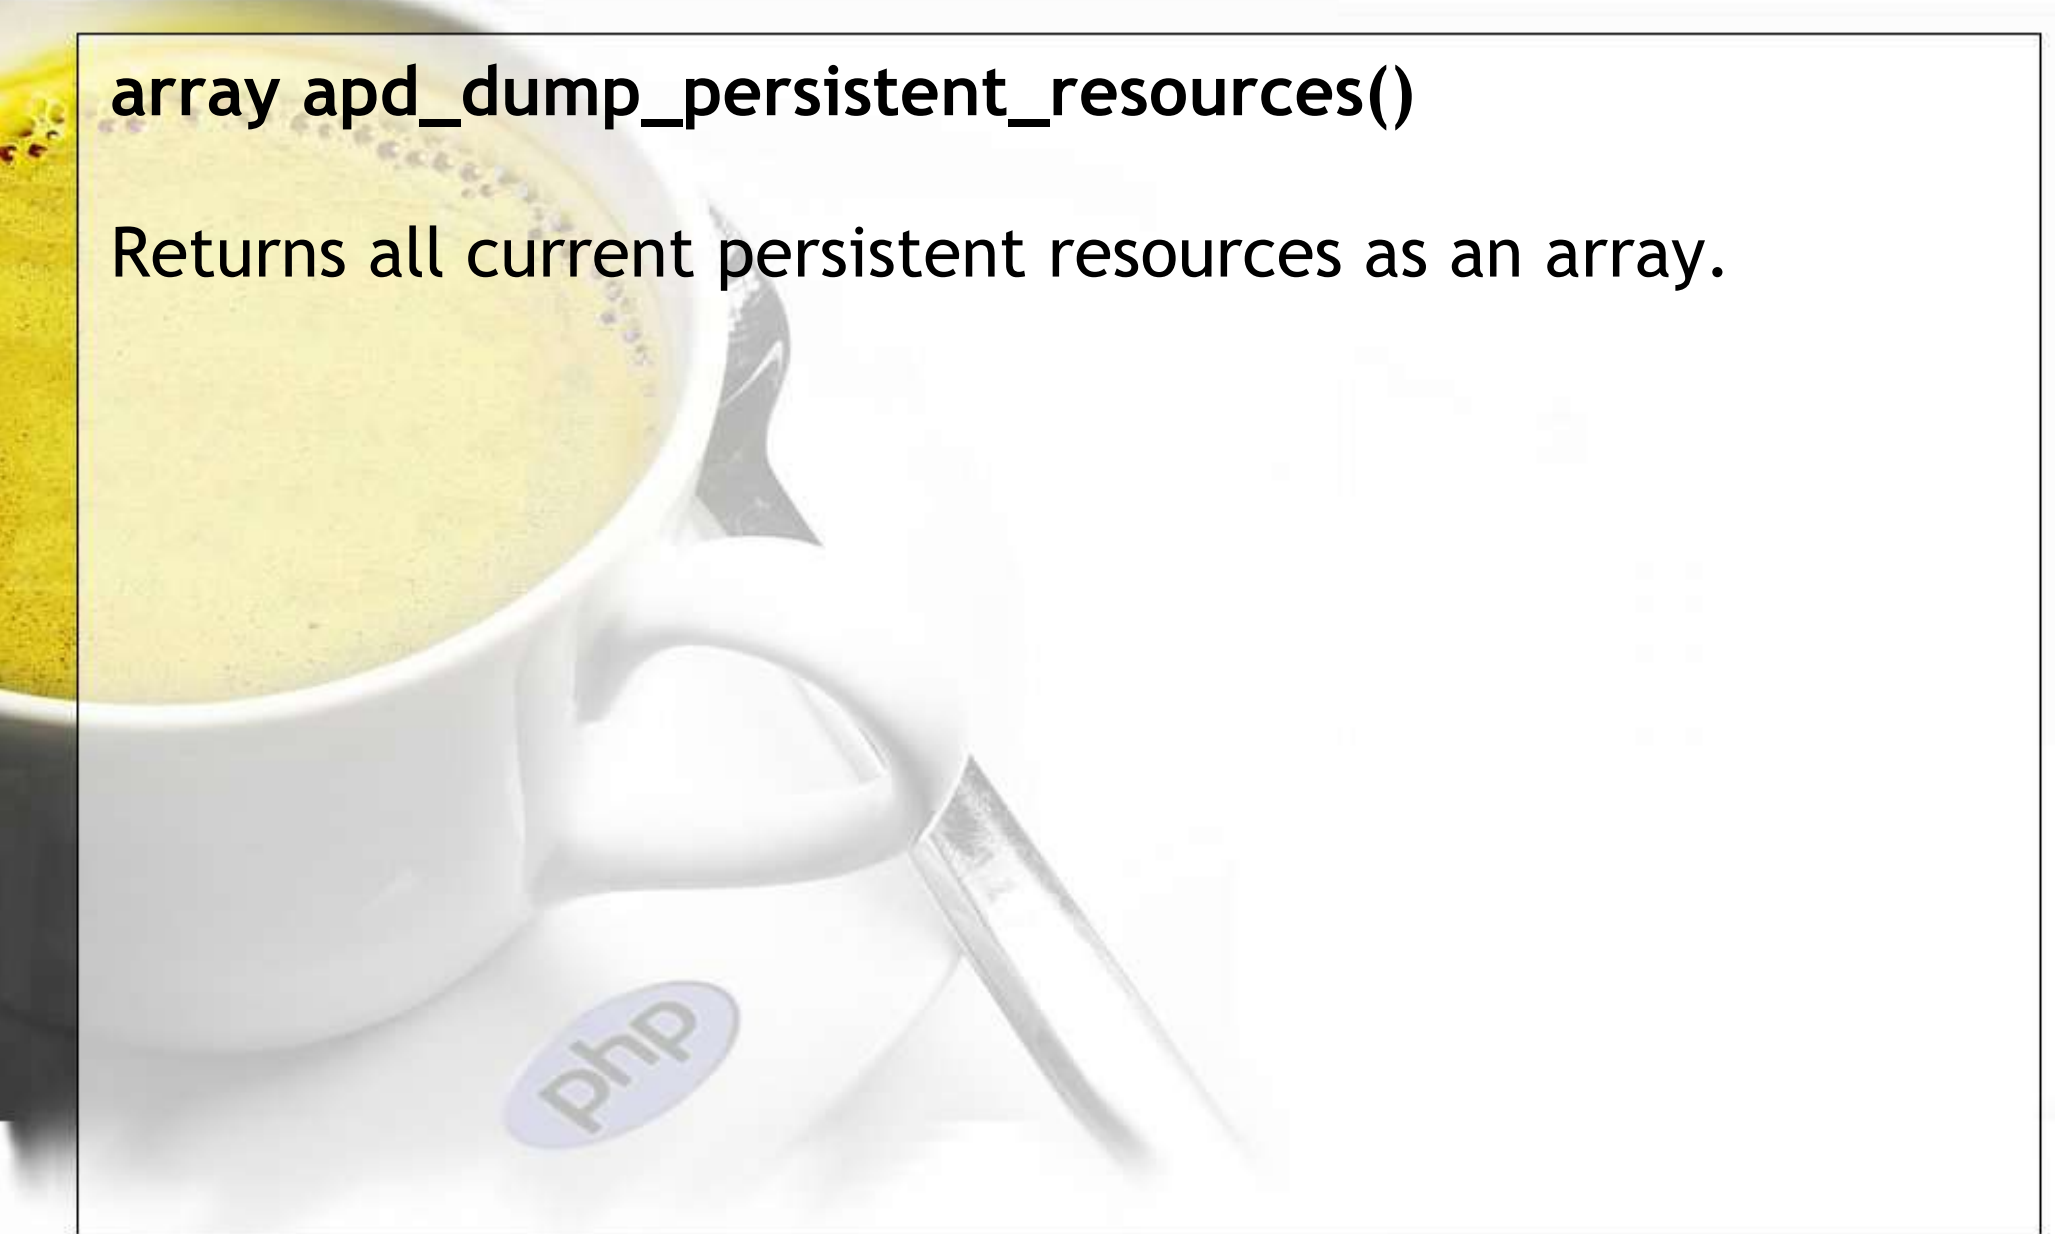 array apd_dump_persistent_resources()
Returns all current persistent resources as an array.
php